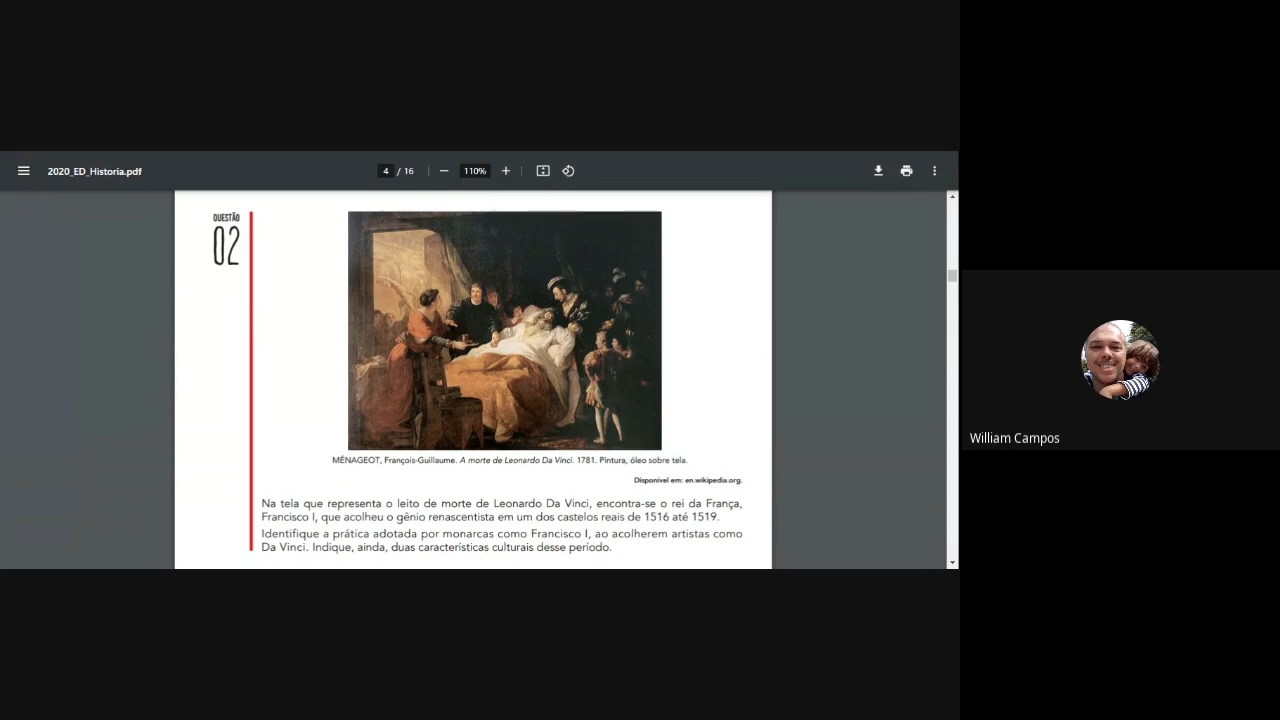 2020_ED_Historia.pdf
4 / 16
110%
QUESTÃO
02
MÉNAGEOT, François-Guillaume. A morte de Leonardo Da Vinci. 1781. Pintura, óleo sobre tela.
Disponível em: en.wikipedia.org.
Na tela que representa o leito de morte de Leonardo Da Vinci, encontra-se o rei da França,
Francisco I, que acolheu o gênio renascentista em um dos castelos reais de 1516 até 1519.
Identifique a prática adotada por monarcas como Francisco I, ao acolherem artistas como
Da Vinci. Indique, ainda, duas características culturais desse período.
William Campos